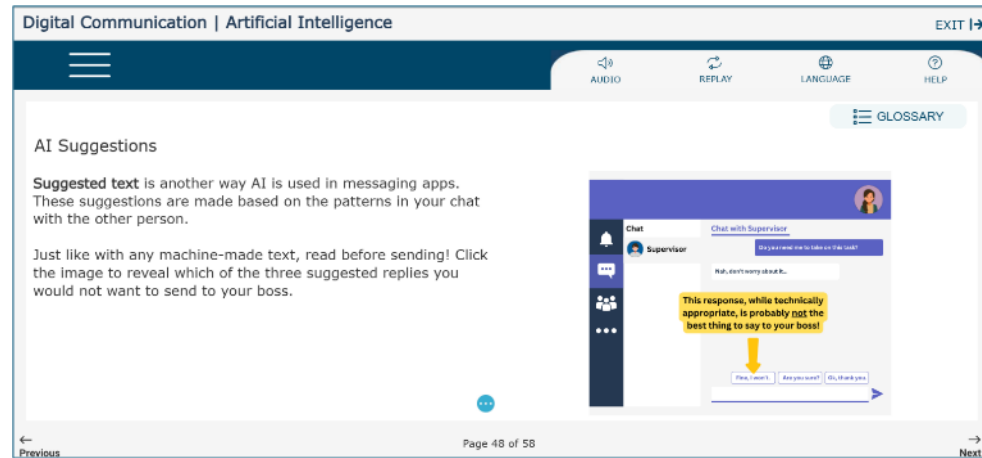 Digital Communication | Artificial Intelligence
EXIT
AUDIO
REPLAY
LANGUAGE
HELP
GLOSSARY
AI Suggestions
Suggested text is another way AI is used in messaging apps.
These suggestions are made based on the patterns in your chat
with the other person.
Just like with any machine-made text, read before sending! Click
the image to reveal which of the three suggested replies you
would not want to send to your boss.
Chat
Supervisor
Chat with Supervisor
Do you need me to take on this task?
Nah, don't worry about it..
This response, while technically
appropriate, is probably not the
best thing to say to your boss!
Fine, I won't
Are you sure?
Ok, thank you
Previous
Page 48 of 58
Next